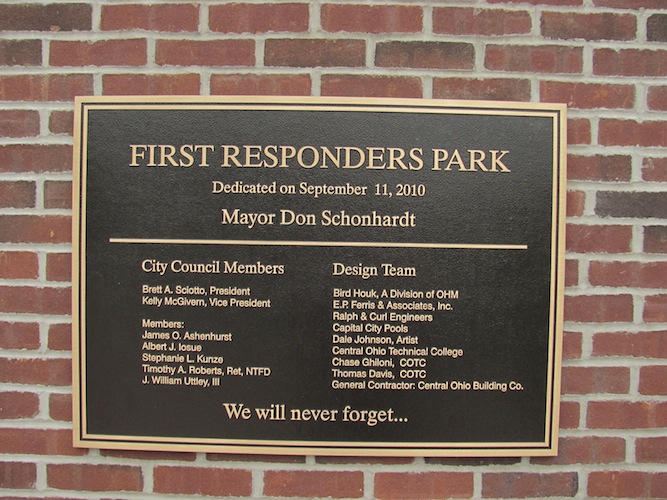 FIRST RESPONDERS PARK
Dedicated on September 11, 2010
Mayor Don Schonhardt
City Council Members
Brett A. Sciotto, President
Kelly McGivern, Vice President
Members:
James O. Ashenhurst
Albert J. Iosue
Stephanie L. Kunze
Timothy A. Roberts, Ret, NTFD
J. William Uttley, III
Design Team
Bird Houk, A Division of OHM
E.P. Ferris & Associates, Inc.
Ralph & Curl Engineers
Capital City Pools
Dale Johnson, Artist
Central Ohio Technical College
Chase Ghiloni, COTC
Thomas Davis, COTC
General Contractor: Central Ohio Building Co.
We will never forget...